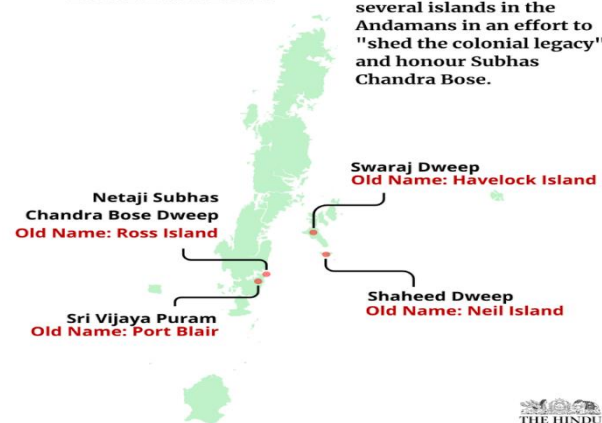 several islands in the
Andamans in an effort to
"shed the colonial legacy"
and honour Subhas
Chandra Bose.
Swaraj Dweep
Old Name: Havelock Island
Netaji Subhas
Chandra Bose Dweep
Old Name: Ross Island
Shaheed Dweep
Old Name: Neil Island
Sri Vijaya Puram
Old Name: Port Blair
THE HINDU